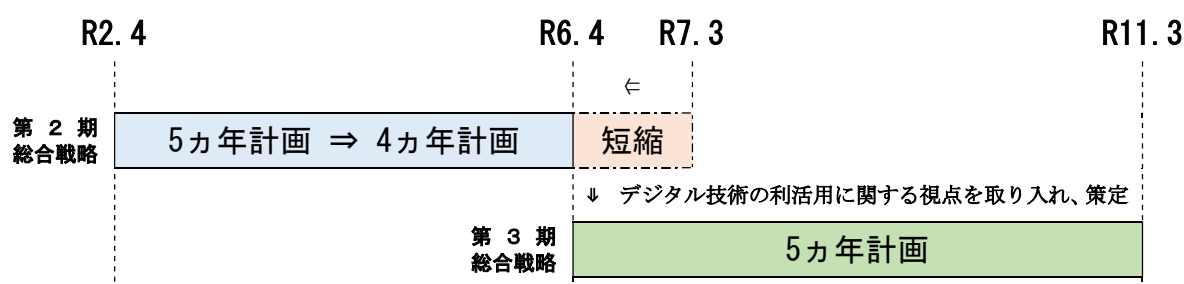 R2.4 R6.4 R7.3 R11.3
⇐
第2期
総合戦略
5ヵ年計画 ⇒ 4ヵ年計画
短縮
⇓ デジタル技術の利活用に関する視点を取り入れ、策定
第3期
総合戦略
5ヵ年計画